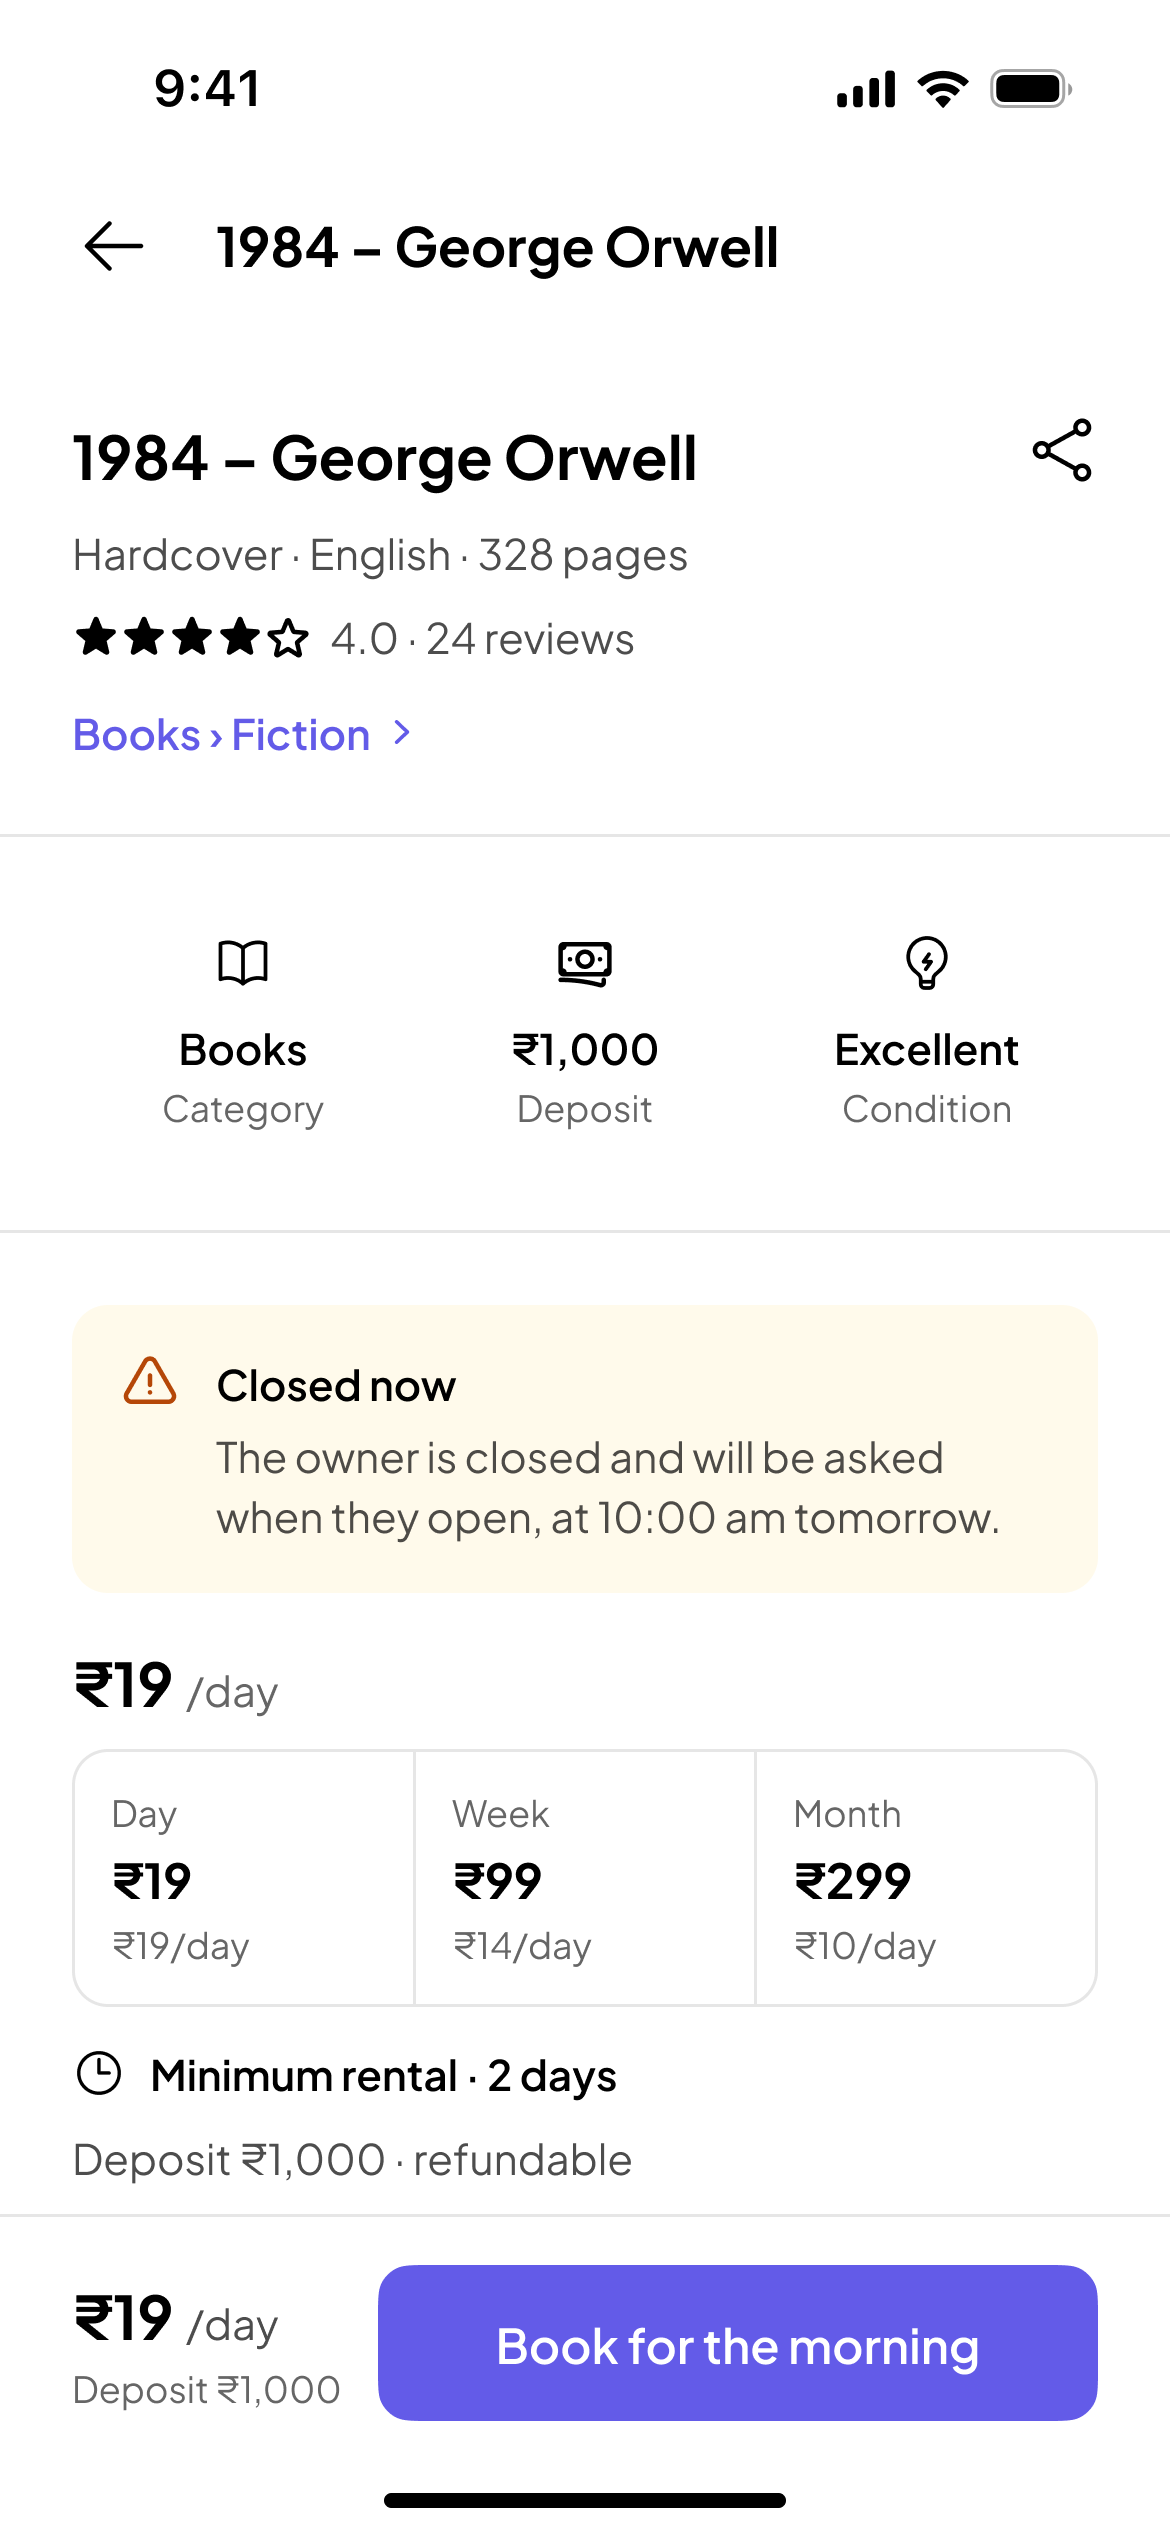 9:41
1984 – George Orwell
1984 – George Orwell
Hardcover · English · 328 pages
4.0 · 24 reviews
Books › Fiction
Books
Category
₹1,000
Deposit
Excellent
Condition
Closed now
The owner is closed and will be asked
when they open, at 10:00 am tomorrow.
₹19 /day
Day
₹19
₹19/day
Week
₹99
₹14/day
Month
₹299
₹10/day
Minimum rental · 2 days
Deposit ₹1,000 · refundable
₹19 /day
Deposit ₹1,000
Book for the morning